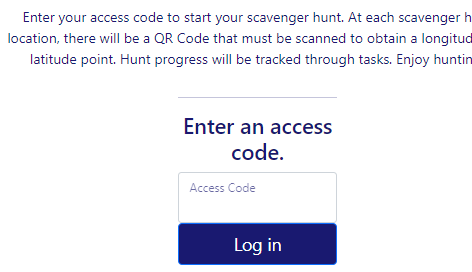 Enter your access code to start your scavenger hunt. At each scavenger h
location, there will be a QR Code that must be scanned to obtain a longitud
latitude point. Hunt progress will be tracked through tasks. Enjoy huntin
Enter an access
code.
Access Code
Log in